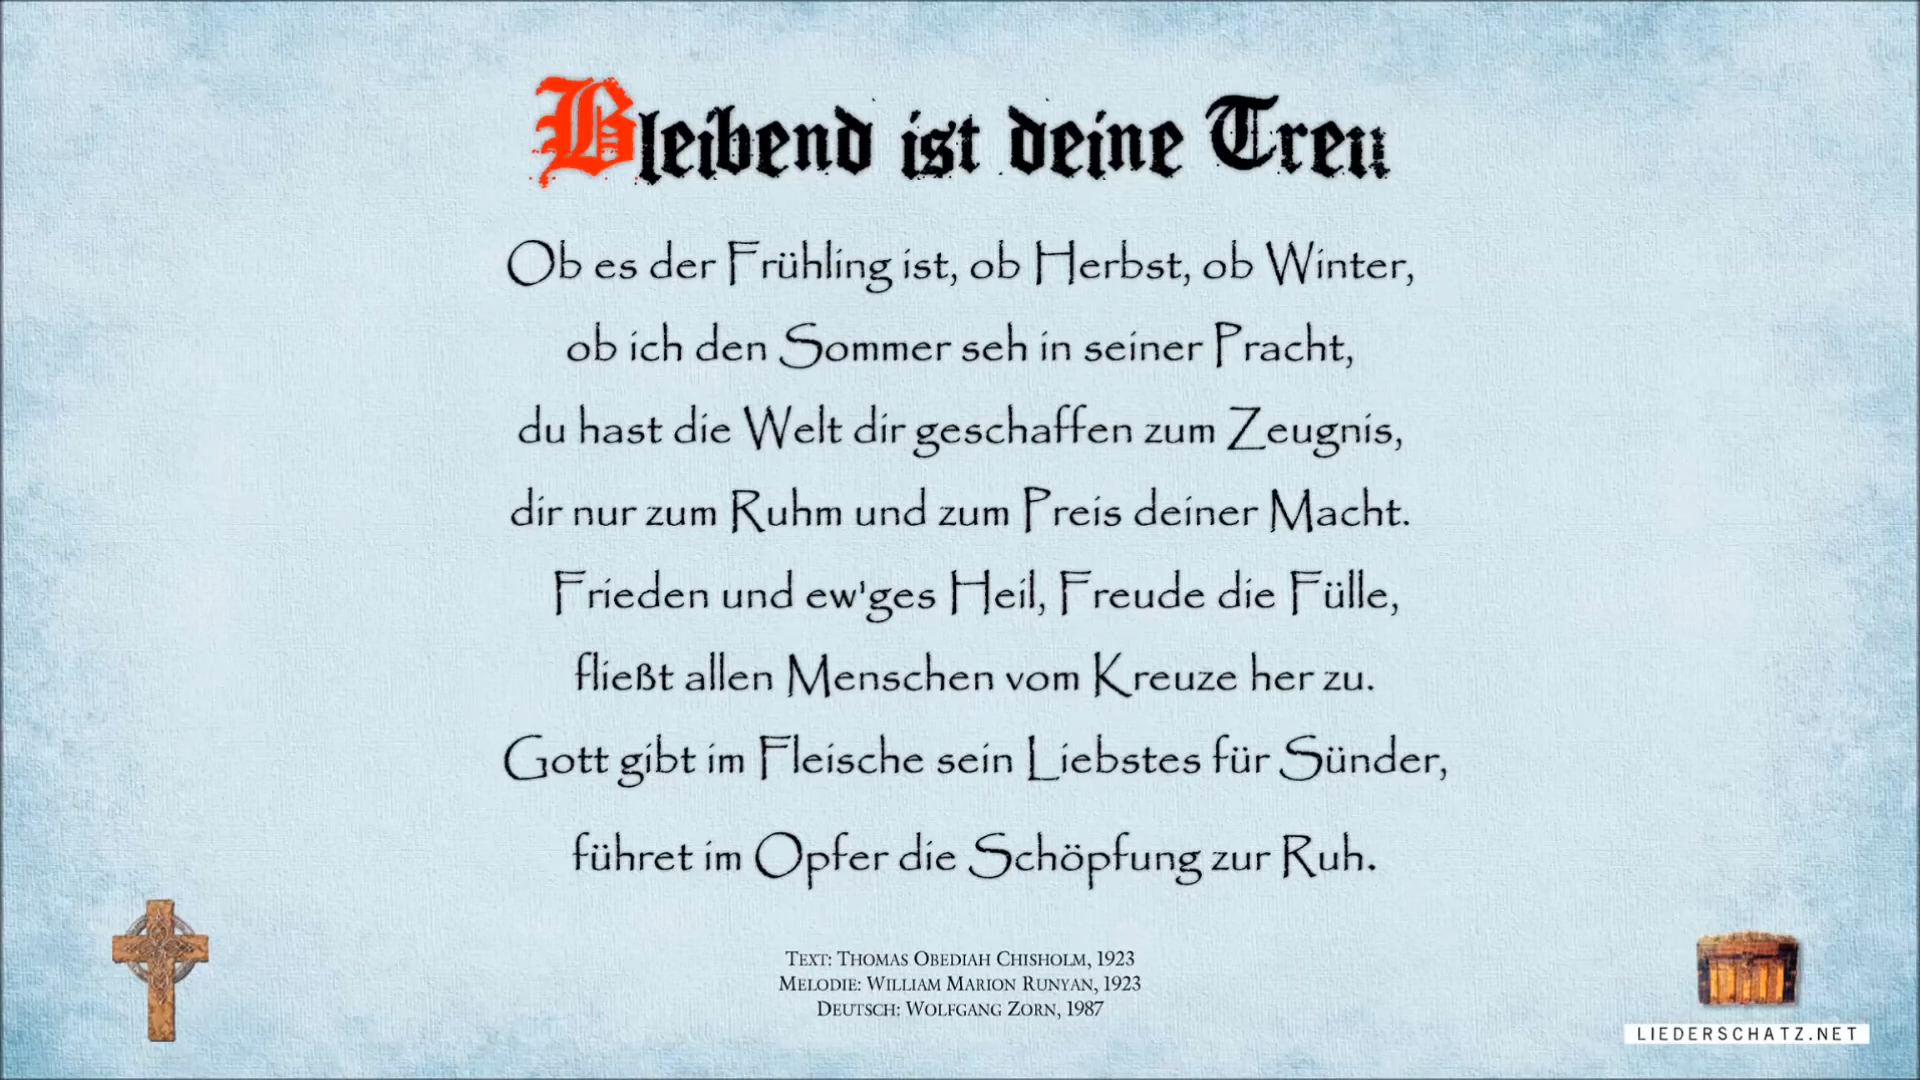 Bleibend ist deine Treu
Ob es der Frühling ist, ob Herbst, ob Winter,
ob ich den Sommer seh in seiner Pracht,
du hast die Welt dir geschaffen zum Zeugnis,
dir nur zum Ruhm und zum Preis deiner Macht.
Frieden und ew'ges Heil, Freude die Fülle,
fließt allen Menschen vom Kreuze her zu.
Gott gibt im Fleische sein Liebstes für Sünder,
führet im Opfer die Schöpfung zur Ruh.
Text: Thomas Obediah Chisholm, 1923
Melodie: William Marion Runyan, 1923
Deutsch: Wolfgang Zorn, 1987
LIEDERSCHATZ.NET